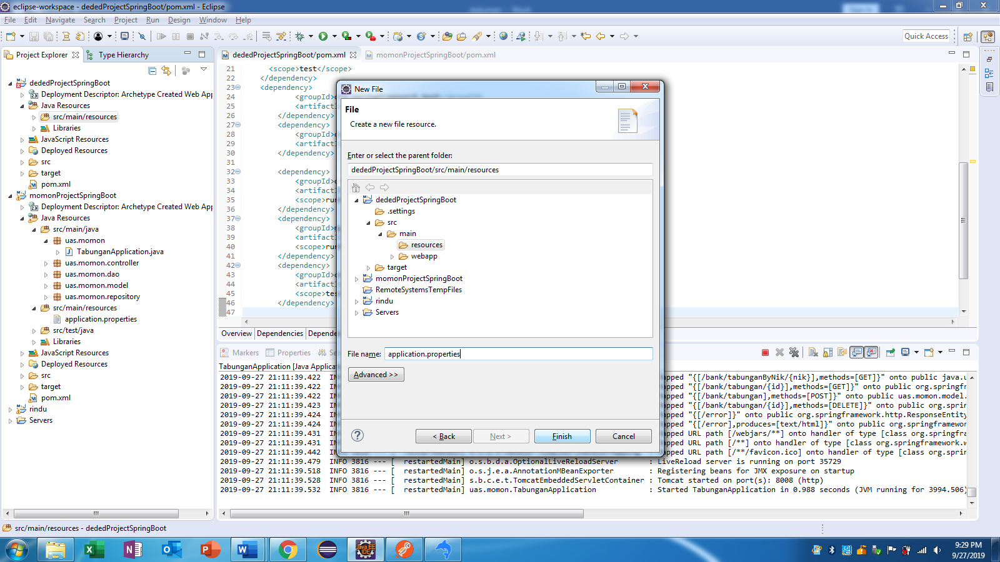 eclipse-workspace - dededProjectSpringBoot/pom.xml - Eclipse
File Edit Navigate Search Project Run Design Window Help
Quick Access
Project Explorer
Type Hierarchy
dededProjectSpringBoot/pom.xml
momonProjectSpringBoot/pom.xml
dededProjectSpringBoot
Deployment Descriptor: Archetype Created Web App
Java Resources
src/main/resources
Libraries
JavaScript Resources
Deployed Resources
src
target
pom.xml
momonProjectSpringBoot
Deployment Descriptor: Archetype Created Web App
Java Resources
src/main/java
uas.momon
TabunganApplication.java
uas.momon.controller
uas.momon.dao
uas.momon.model
uas.momon.repository
src/main/resources
application.properties
src/test/java
Libraries
JavaScript Resources
Deployed Resources
src
target
pom.xml
rindu
Servers
21 <scope>test</scope>
22 </dependency>
23 <dependency>
24 <groupId>
25 <artifactI
26 </dependency>
27 <dependency>
28 <groupId>
29 <artifactI
30 </dependency>
31
32 <dependency>
33 <groupId>
34 <artifactI
35 <scope>ru
36 </dependency>
37 <dependency>
38 <groupId>
39 <artifactI
40 <scope>ru
41 </dependency>
42 <dependency>
43 <groupId>
44 <artifactI
45 <scope>te
46 </dependency>
47
Overview Dependencies Depende
New File
File
Create a new file resource.
Enter or select the parent folder:
dededProjectSpringBoot/src/main/resources
dededProjectSpringBoot
.settings
src
main
resources
webapp
target
momonProjectSpringBoot
RemoteSystemsTempFiles
rindu
Servers
File name: application.properties
Advanced >>
< Back Next > Finish Cancel
Markers Properties Se
TabunganApplication [Java Applica
2019-09-27 21:11:39.422 IN apped "{[/bank/tabunganByNik/{nik}],methods=[GET]}" onto public java.u
2019-09-27 21:11:39.422 IN apped "{[/bank/tabungan/{id}],methods=[GET]}" onto public org.springfr
2019-09-27 21:11:39.422 IN apped "{[/bank/tabungan],methods=[POST]}" onto public uas.momon.model.
2019-09-27 21:11:39.423 IN apped "{[/bank/tabungan/{id}],methods=[DELETE]}" onto public org.sprin
2019-09-27 21:11:39.424 IN apped "{[/error]}" onto public org.springframework.http.ResponseEntity
2019-09-27 21:11:39.424 IN apped "{[/error],produces=[text/html]}" onto public org.springframewor
2019-09-27 21:11:39.431 IN apped URL path [/webjars/**] onto handler of type [class org.springfra
2019-09-27 21:11:39.431 IN apped URL path [/**] onto handler of type [class org.springframework.w
2019-09-27 21:11:39.442 IN apped URL path [/**/favicon.ico] onto handler of type [class org.sprin
2019-09-27 21:11:39.479 INFO 3816 --- [ restartedMain] o.s.b.d.a.OptionalLiveReloadServer : LiveReload server is running on port 35729
2019-09-27 21:11:39.518 INFO 3816 --- [ restartedMain] o.s.j.e.a.AnnotationMBeanExporter : Registering beans for JMX exposure on startup
2019-09-27 21:11:39.528 INFO 3816 --- [ restartedMain] s.b.c.e.t.TomcatEmbeddedServletContainer : Tomcat started on port(s): 8008 (http)
2019-09-27 21:11:39.532 INFO 3816 --- [ restartedMain] uas.momon.TabunganApplication : Started TabunganApplication in 0.988 seconds (JVM running for 3994.506)
src/main/resources - dededProjectSpringBoot
Java EE
IDE
9:29 PM
9/27/2019